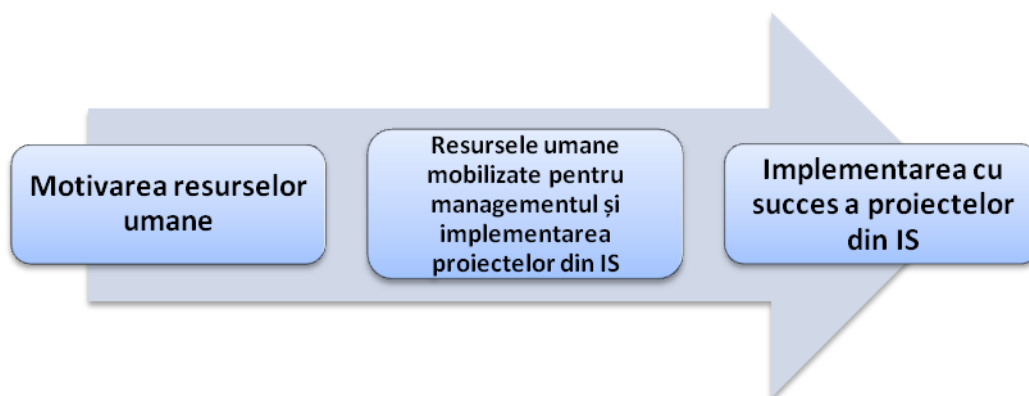 Motivarea resurselor
umane
Resursele umane
mobilizate pentru
managementul și
implementarea
proiectelor din IS
Implementarea cu
succes a proiectelor
din IS